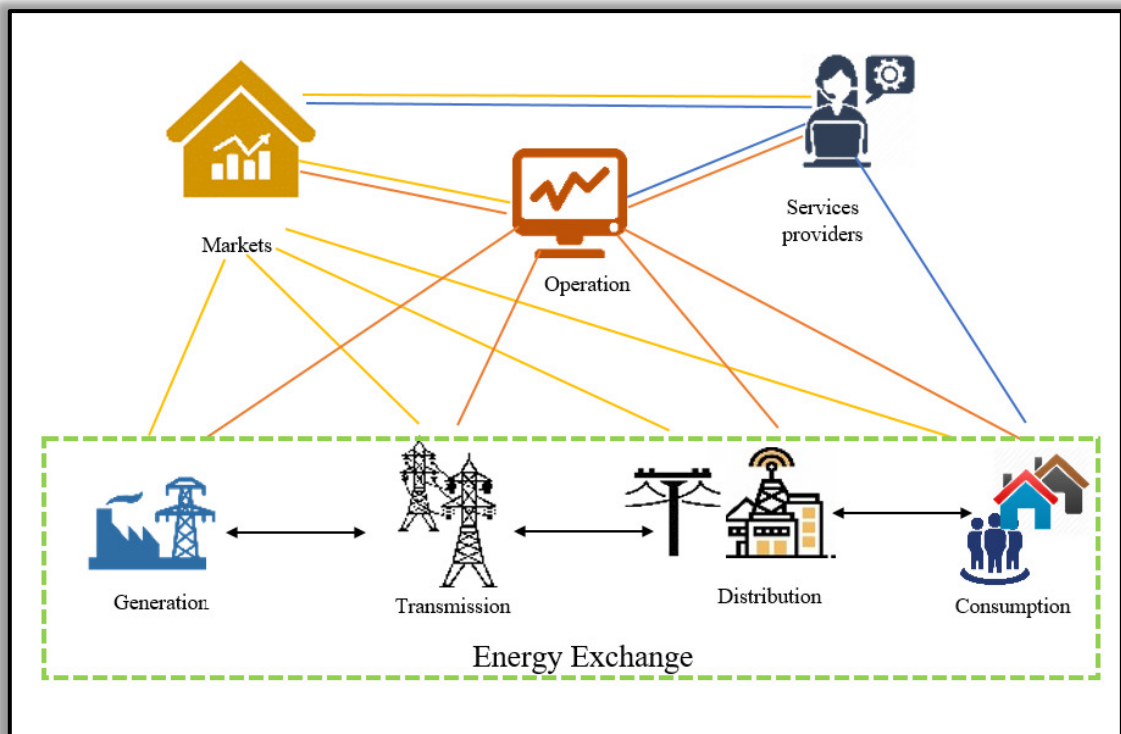 Markets
Services
providers
Operation
Generation
Transmission
Distribution
Consumption
Energy Exchange